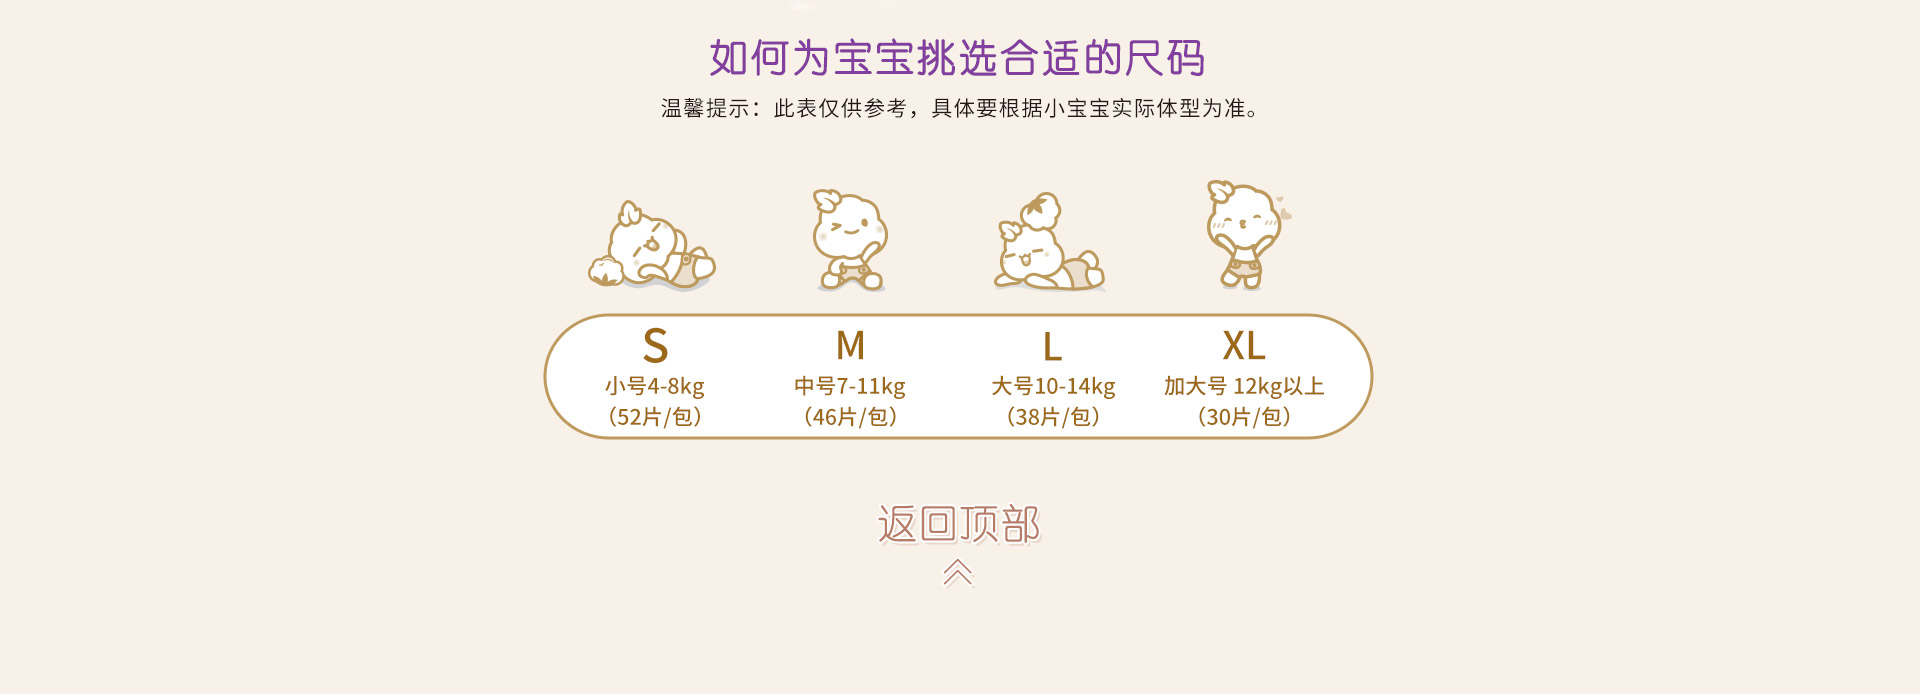 如何为宝宝挑选合适的尺码
温馨提示：此表仅供参考，具体要根据小宝宝实际体型为准。
S M L XL
小号4-8kg 中号7-11kg 大号10-14kg 加大号 12kg以上
（52片/包） （46片/包） （38片/包） （30片/包）
返回顶部